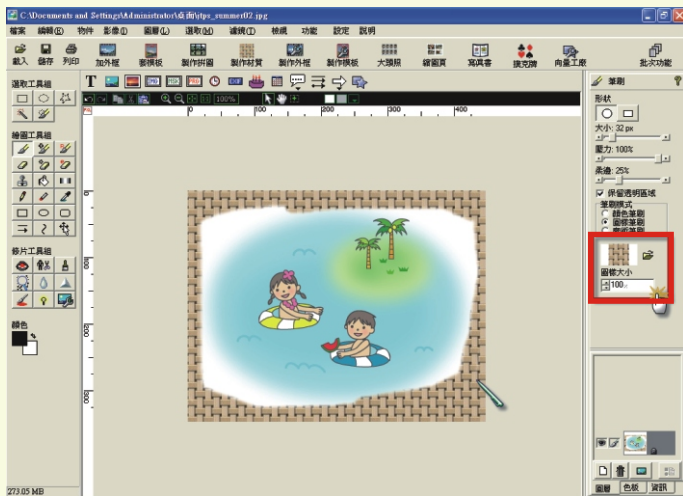 C:\Documents and Settings\Administrator\桌面\jtps_summer02.jpg
檔案 編輯(E) 物件 影像(I) 圖層(L) 選取(M) 濾鏡(T) 檢視 功能 設定 說明
載入 儲存 列印 加外框 套模板 製作拼圖 製作材質 製作外框 製作模板 大頭照 縮圖頁 寫真書 撲克牌 向量工廠 批次功能
選取工具組
T
筆刷
?
100%
形狀
0 100 200 300 400
大小: 32 px
壓力: 100%
繪圖工具組
柔邊: 25%
保留透明區域
筆刷模式
顏色筆刷
圖樣筆刷
圖樣大小
100
修片工具組
顏色
圖層 色板 資訊
273.05 MB